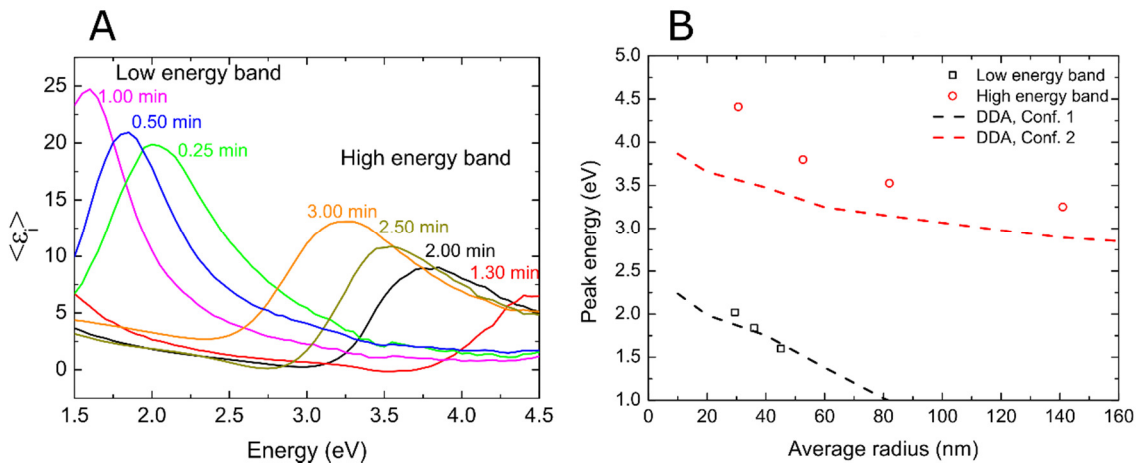 A
Low energy band
1.00 min
0.50 min
0.25 min
High energy band
3.00 min
2.50 min
2.00 min
1.30 min
25
20
15
10
5
0
<εi>
1.5 2.0 2.5 3.0 3.5 4.0 4.5
Energy (eV)
B
Low energy band
High energy band
DDA, Conf. 1
DDA, Conf. 2
5.0
4.5
4.0
3.5
3.0
2.5
2.0
1.5
1.0
Peak energy (eV)
0 20 40 60 80 100 120 140 160
Average radius (nm)